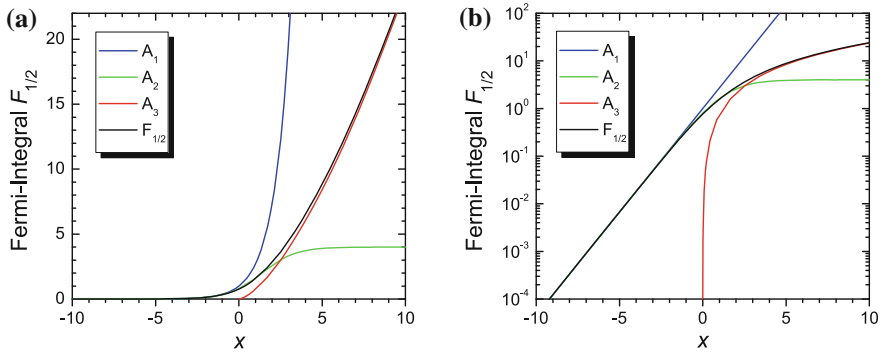 (a)
Fermi-Integral F1/2
20
15
10
5
0
A1
A2
A3
F1/2
-10 -5 0 5 10
x
(b)
Fermi-Integral F1/2
10^2
10^1
10^0
10^-1
10^-2
10^-3
10^-4
A1
A2
A3
F1/2
-10 -5 0 5 10
x